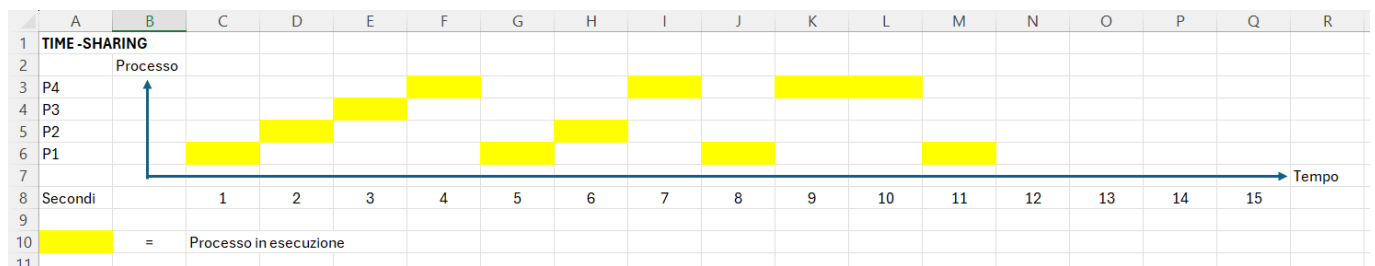 A B C D E F G H I J K L M N O P Q R
1 TIME -SHARING
2 Processo
3 P4
4 P3
5 P2
6 P1
7 Tempo
8 Secondi 1 2 3 4 5 6 7 8 9 10 11 12 13 14 15
9
10 = Processo in esecuzione
11